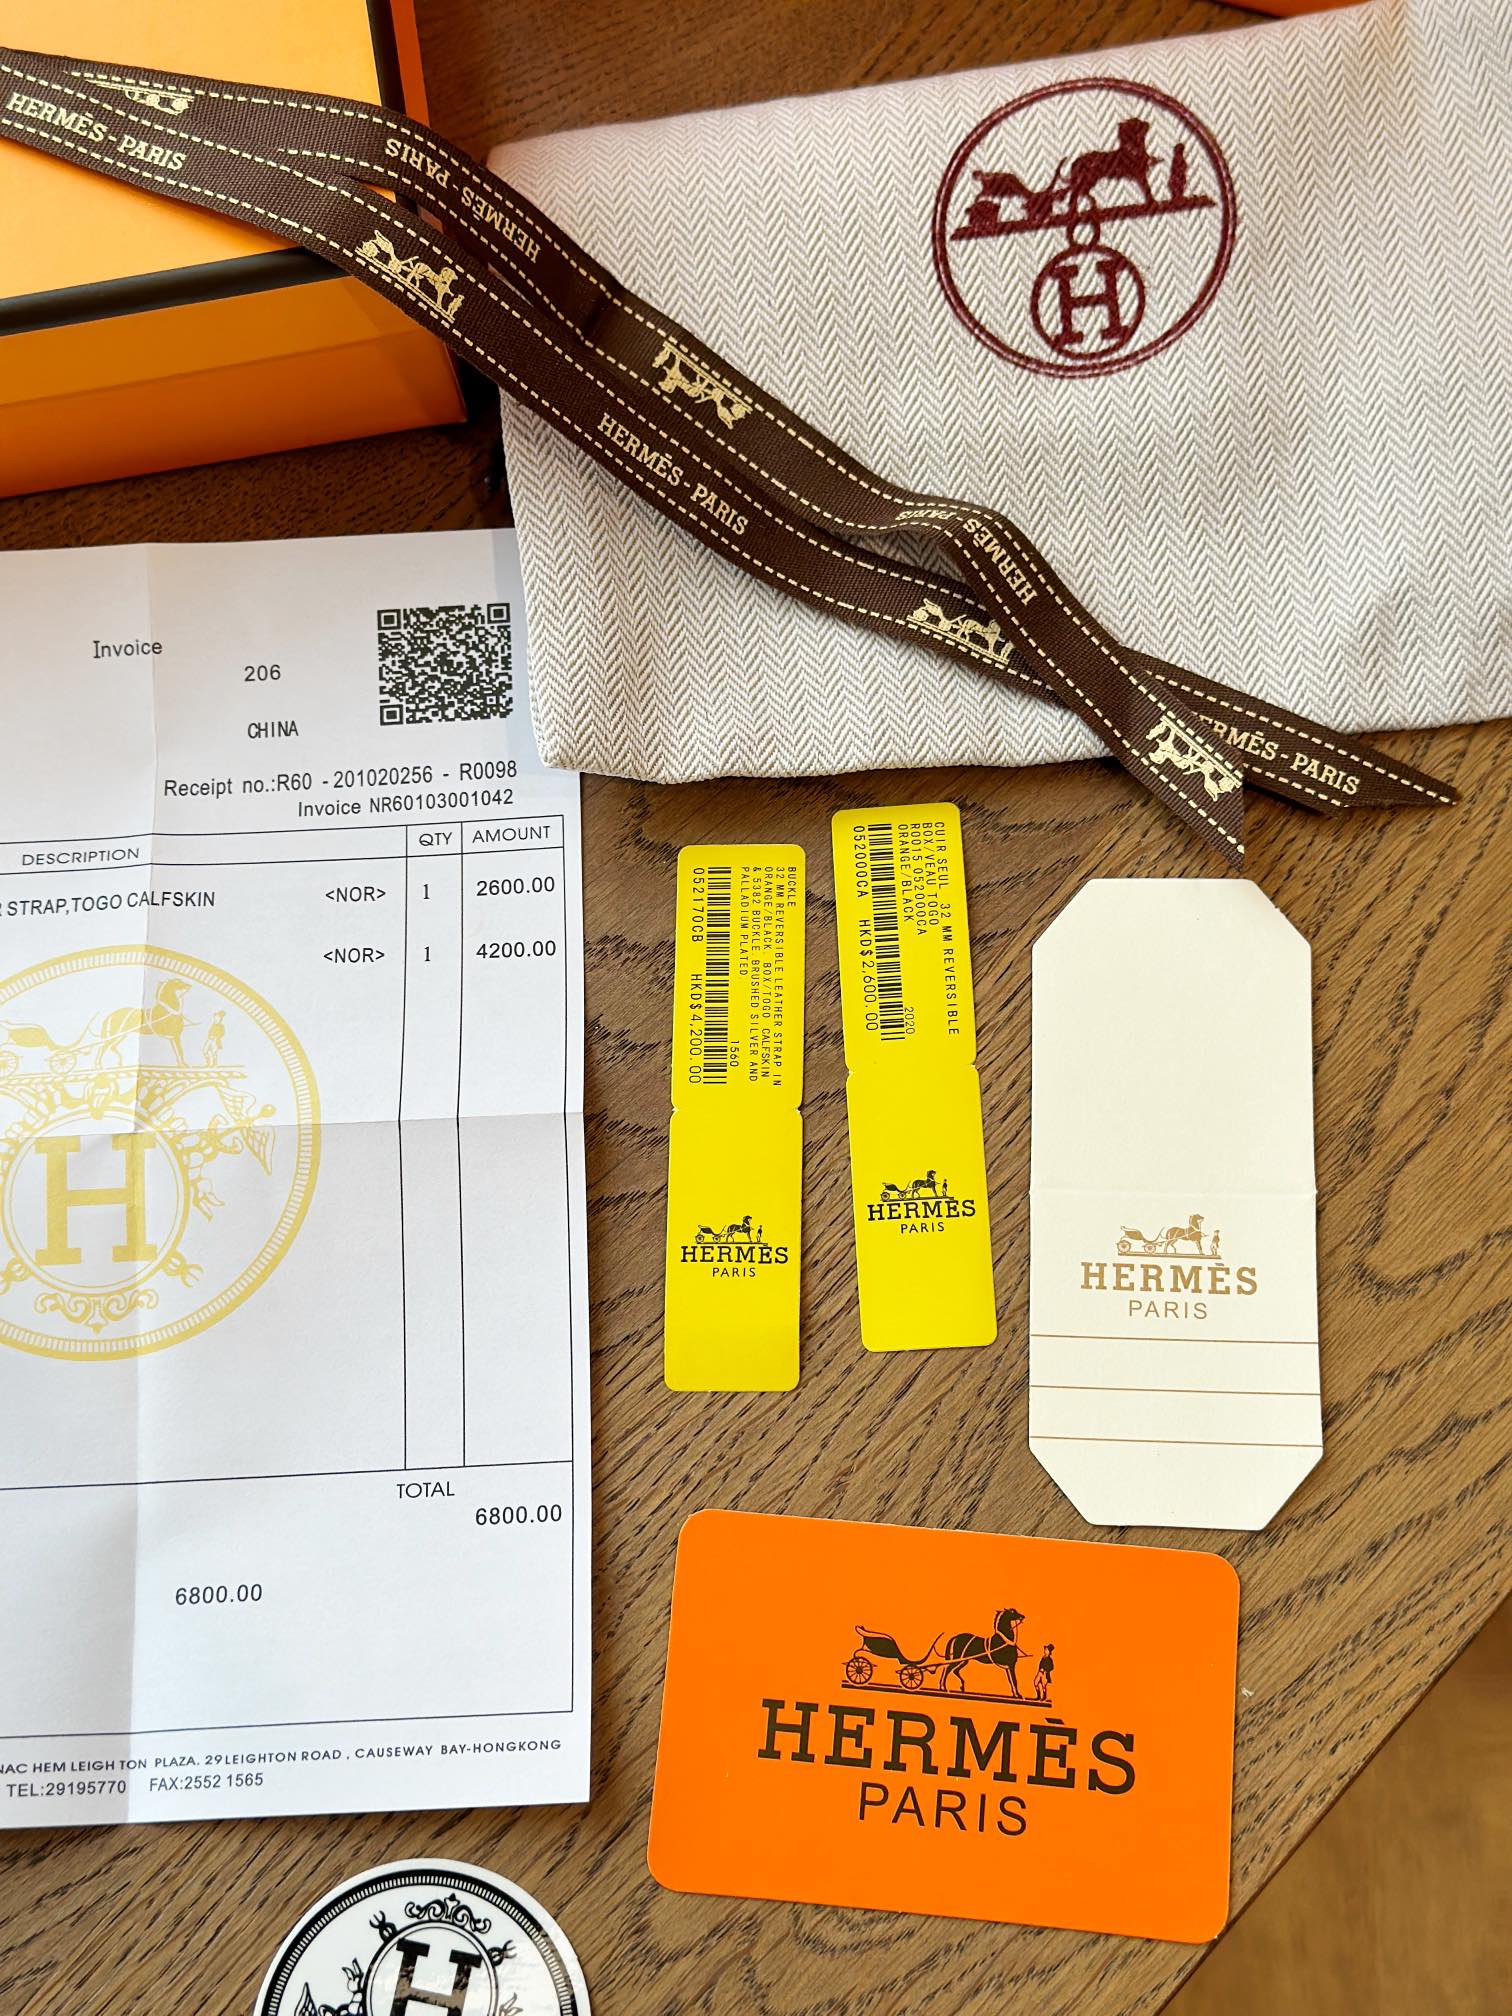 HERMÈS-PARIS
HERMÈS-PARIS
HERMÈS-PARIS
HERMÈS-PARIS
HERMÈS-PARIS
H
Invoice
206
CHINA
Receipt no.:R60 - 201020256 - R0098
Invoice NR60103001042
DESCRIPTION QTY AMOUNT
STRAP,TOGO CALFSKIN <NOR> 1 2600.00
<NOR> 1 4200.00
H
TOTAL
6800.00
6800.00
HEM LEIGH TON PLAZA. 29LEIGHTON ROAD , CAUSEWAY BAY-HONGKONG
TEL:29195770 FAX:2552 1565
BUCKLE
32 MM REVERSIBLE LEATHER STRAP IN
ORANGE/BLACK BOX/TOGO CALFSKIN
& 5382 BUCKLE BRUSHED SILVER AND
PALLADIUM PLATED
1560
052170CB HKD$4,200.00
HERMÈS
PARIS
CUIR SEUL 32 MM REVERSIBLE
BOX/VEAU TOGO
R0015 052000CA
ORANGE/BLACK
2020
052000CA HKD$2,600.00
HERMÈS
PARIS
HERMÈS
PARIS
HERMÈS
PARIS
H